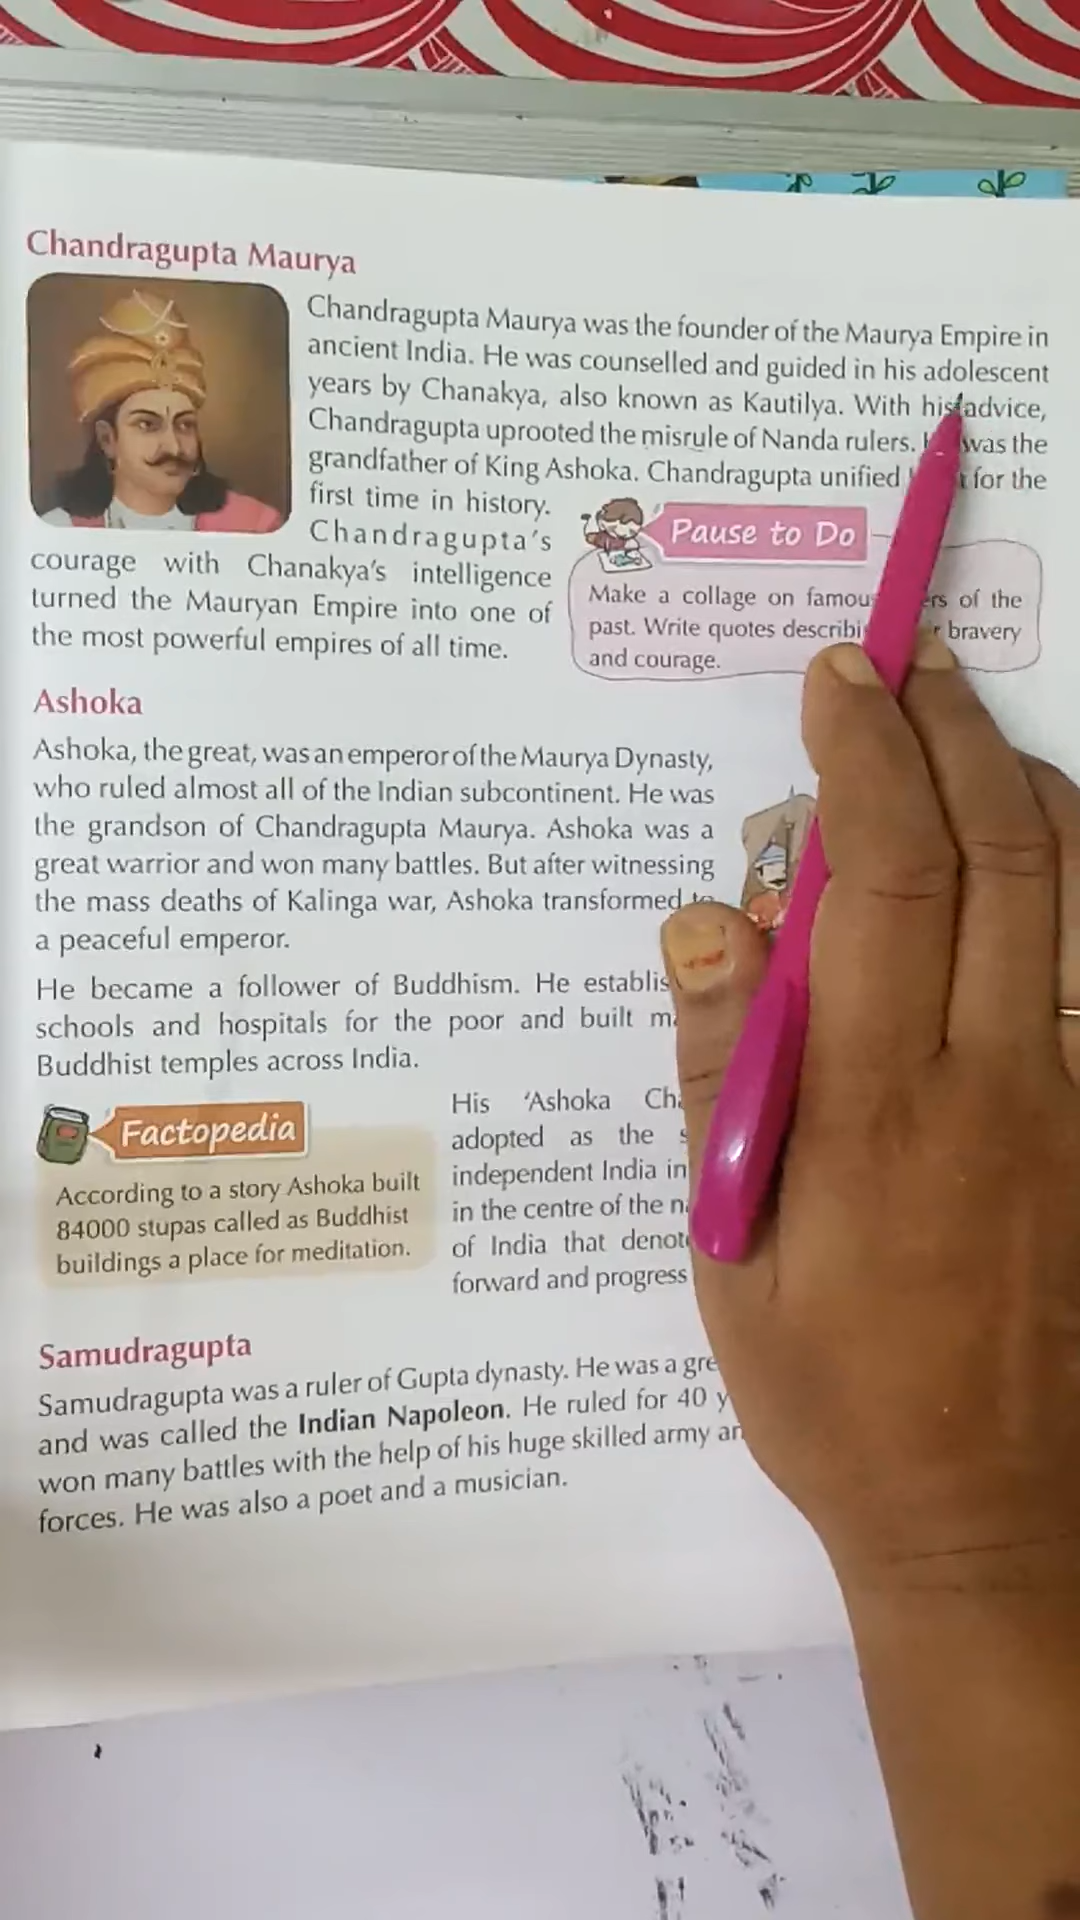 Chandragupta Maurya
Chandragupta Maurya was the founder of the Maurya Empire in
ancient India. He was counselled and guided in his adolescent
years by Chanakya, also known as Kautilya. With his advice,
Chandragupta uprooted the misrule of Nanda rulers. was the
grandfather of King Ashoka. Chandragupta unified for the
first time in history.
Chandragupta's
courage with Chanakya's intelligence
turned the Mauryan Empire into one of
the most powerful empires of all time.
Pause to Do
Make a collage on famous of the
past. Write quotes bravery
and courage.
Ashoka
Ashoka, the great, was an emperor of the Maurya Dynasty,
who ruled almost all of the Indian subcontinent. He was
the grandson of Chandragupta Maurya. Ashoka was a
great warrior and won many battles. But after witnessing
the mass deaths of Kalinga war, Ashoka transformed to
a peaceful emperor.
He became a follower of Buddhism. He
schools and hospitals for the poor and built
Buddhist temples across India.
His 'Ashoka
adopted as the
independent India in
in the centre of the
of India that
forward and progress
Factopedia
According to a story Ashoka built
84000 stupas called as Buddhist
buildings a place for meditation.
Samudragupta
Samudragupta was a ruler of Gupta dynasty. He was a
and was called the Indian Napoleon. He ruled for 40
won many battles with the help of his huge skilled army
forces. He was also a poet and a musician.